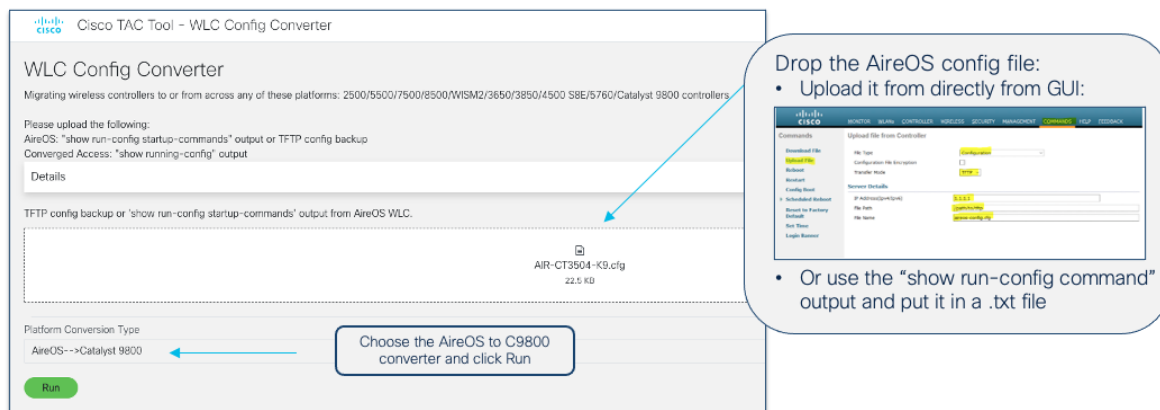 CISCO
Cisco TAC Tool - WLC Config Converter
WLC Config Converter
Migrating wireless controllers to or from across any of these platforms: 2500/5500/7500/8500/WISM2/3650/3850/4500 S8E/5760/Catalyst 9800 controllers.
Please upload the following:
AireOS: "show run-config startup-commands" output or TFTP config backup
Converged Access: "show running-config" output
Details
TFTP config backup or 'show run-config startup-commands' output from AireOS WLC.
AIR-CT3504-K9.cfg
22.5 KB
Platform Conversion Type
AireOS-->Catalyst 9800
Run
Choose the AireOS to C9800
converter and click Run
Drop the AireOS config file:
• Upload it from directly from GUI:
CISCO
MONITOR WLANs CONTROLLER WIRELESS SECURITY MANAGEMENT COMMANDS HELP FEEDBACK
Commands
Download File
Upload File
Reboot
Restart
Config Boot
Scheduled Reboot
Reset to Factory
Default
Set Time
Login Banner
Upload file from Controller
File Type
Configuration
Configuration File Encryption
Transfer Mode
TFTP
Server Details
IP Address(Ipv4/Ipv6)
File Path
File Name
• Or use the “show run-config command”
output and put it in a .txt file